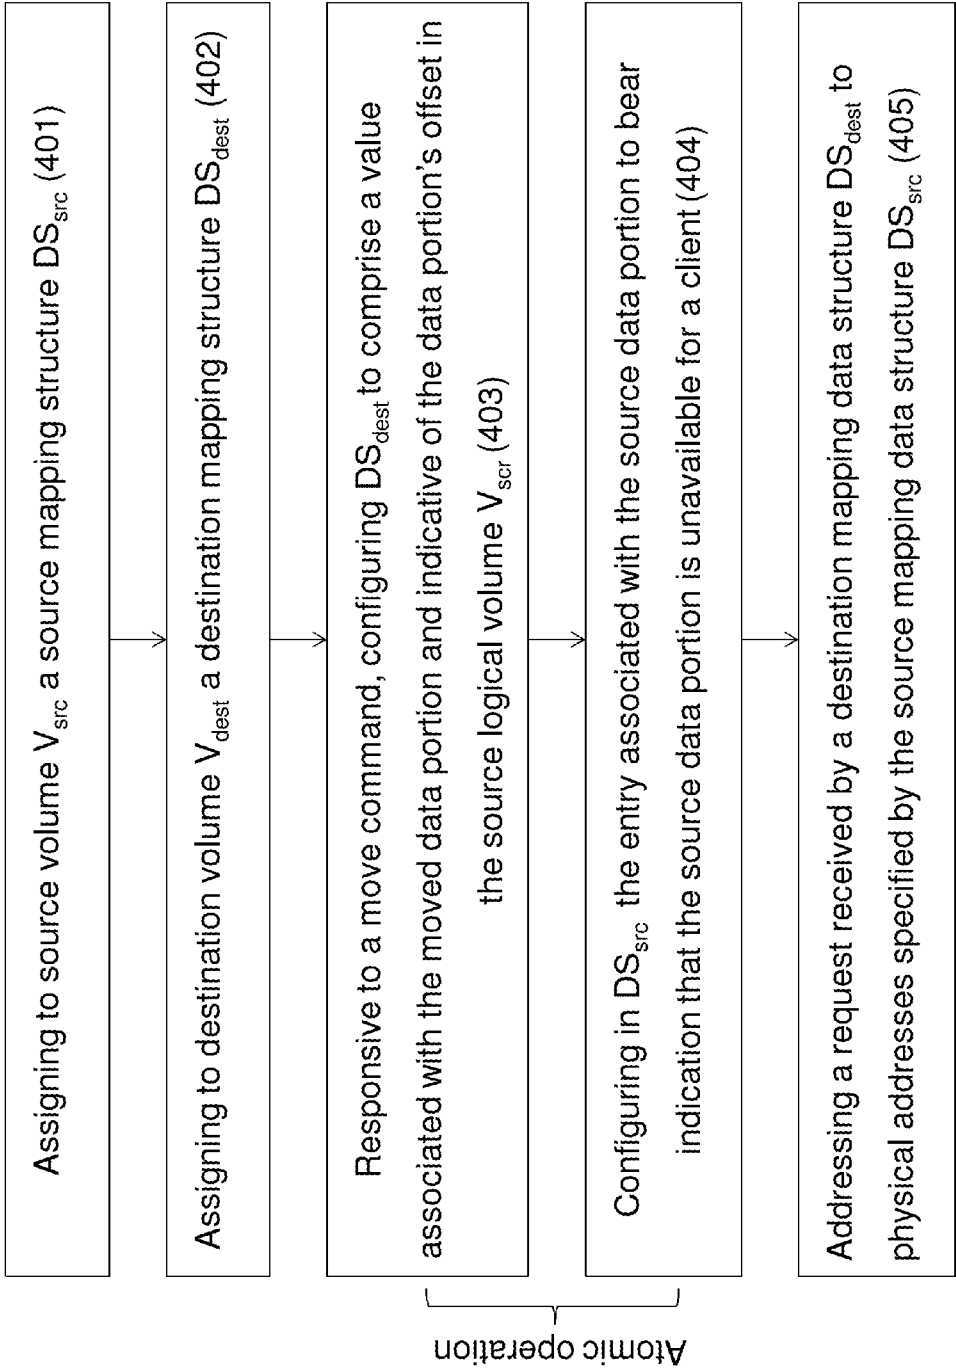 Assigning to source volume V_src a source mapping structure DS_src (401)
Assigning to destination volume V_dest a destination mapping structure DS_dest (402)
Responsive to a move command, configuring DS_dest to comprise a value
associated with the moved data portion and indicative of the data portion's offset in
the source logical volume V_scr (403)
Configuring in DS_src the entry associated with the source data portion to bear
indication that the source data portion is unavailable for a client (404)
Addressing a request received by a destination mapping data structure DS_dest to
physical addresses specified by the source mapping data structure DS_src (405)
Atomic operation